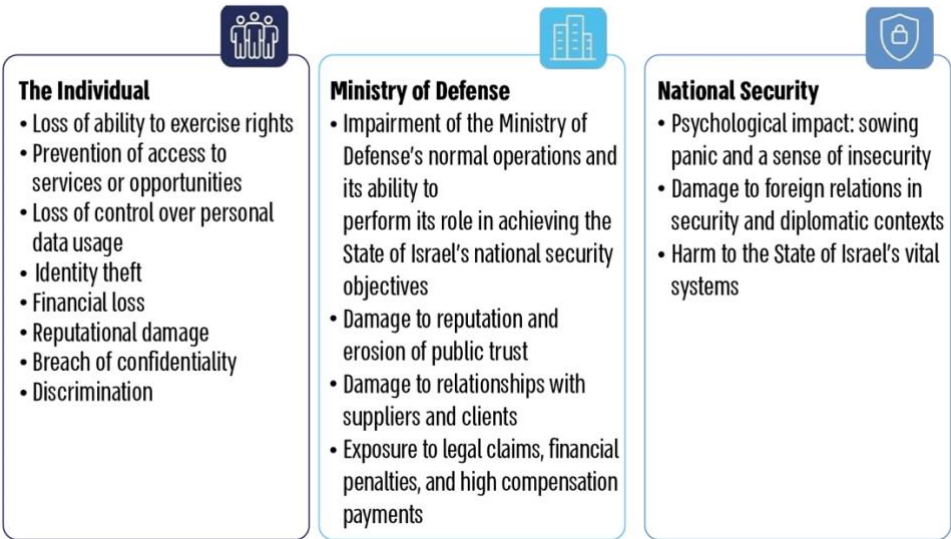 The Individual
• Loss of ability to exercise rights
• Prevention of access to
services or opportunities
• Loss of control over personal
data usage
• Identity theft
• Financial loss
• Reputational damage
• Breach of confidentiality
• Discrimination
Ministry of Defense
• Impairment of the Ministry of
Defense's normal operations and
its ability to
perform its role in achieving the
State of Israel's national security
objectives
• Damage to reputation and
erosion of public trust
• Damage to relationships with
suppliers and clients
• Exposure to legal claims, financial
penalties, and high compensation
payments
National Security
• Psychological impact: sowing
panic and a sense of insecurity
• Damage to foreign relations in
security and diplomatic contexts
• Harm to the State of Israel's vital
systems